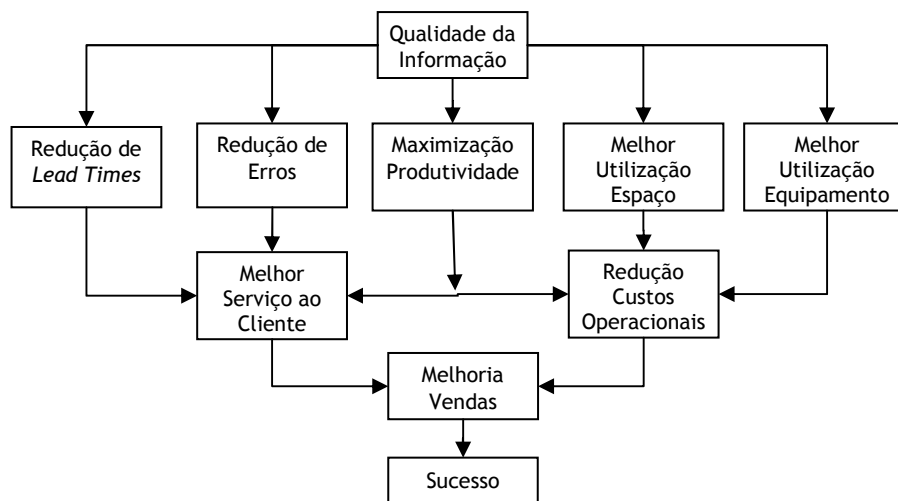 Qualidade da
Informação
Redução de
Lead Times
Redução de
Erros
Maximização
Produtividade
Melhor
Utilização
Espaço
Melhor
Utilização
Equipamento
Melhor
Serviço ao
Cliente
Redução
Custos
Operacionais
Melhoria
Vendas
Sucesso